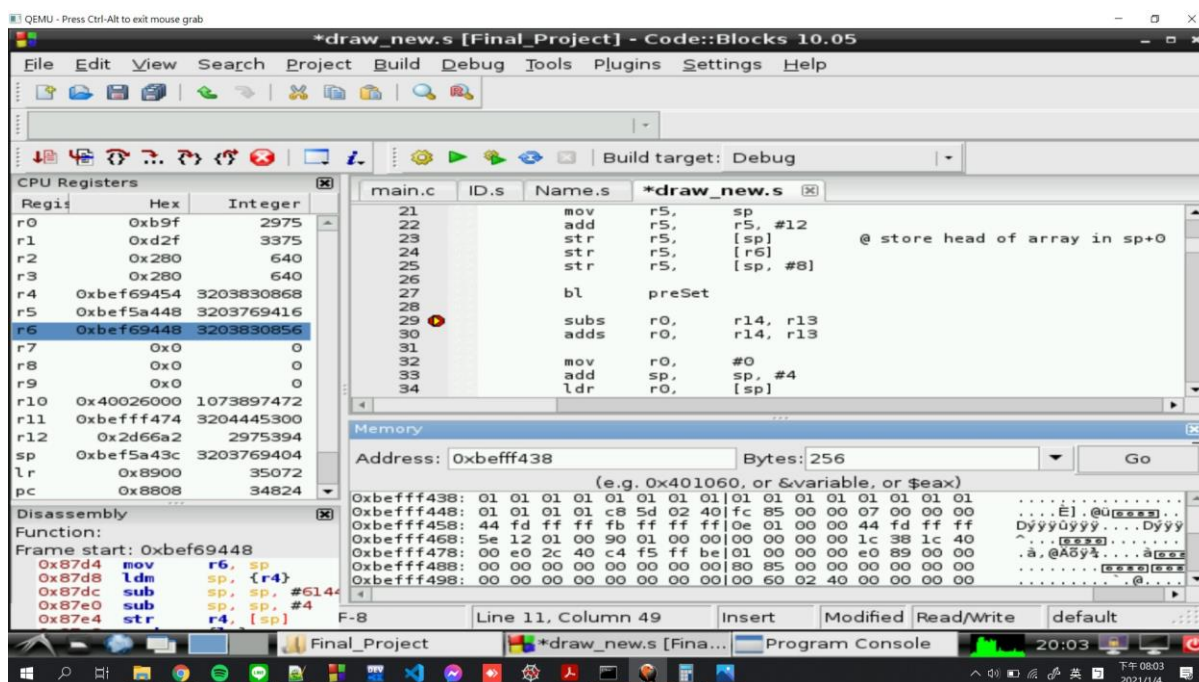 QEMU - Press Ctrl-Alt to exit mouse grab
*draw_new.s [Final_Project] - Code::Blocks 10.05
File Edit View Search Project Build Debug Tools Plugins Settings Help
Build target: Debug
CPU Registers
Regis Hex Integer
r0 0xb9f 2975
r1 0xd2f 3375
r2 0x280 640
r3 0x280 640
r4 0xbef69454 3203830868
r5 0xbef5a448 3203769416
r6 0xbef69448 3203830856
r7 0x0 0
r8 0x0 0
r9 0x0 0
r10 0x40026000 1073897472
r11 0xbefff474 3204445300
r12 0x2d66a2 2975394
sp 0xbef5a43c 3203769404
lr 0x8900 35072
pc 0x8808 34824
Disassembly
Function:
Frame start: 0xbef69448
0x87d4 mov r6, sp
0x87d8 ldm sp, {r4}
0x87dc sub sp, sp, #6144
0x87e0 sub sp, sp, #4
0x87e4 str r4, [sp]
main.c ID.s Name.s *draw_new.s
21 mov r5, sp
22 add r5, r5, #12
23 str r5, [sp] @ store head of array in sp+0
24 str r5, [r6]
25 str r5, [sp, #8]
26
27 bl preSet
28
29 subs r0, r14, r13
30 adds r0, r14, r13
31
32 mov r0, #0
33 add sp, sp, #4
34 ldr r0, [sp]
Memory
Address: 0xbefff438 Bytes: 256 Go
(e.g. 0x401060, or &variable, or $eax)
0xbefff438: 01 01 01 01 01 01 01 01|01 01 01 01 01 01 01 01 ................
0xbefff448: 01 01 01 01 c8 5d 02 40|fc 85 00 00 07 00 00 00
0xbefff458: 44 fd ff ff fb ff ff ff|0e 01 00 00 44 fd ff ff Dýýýûýýý....Dýýý
0xbefff468: 5e 12 01 00 90 01 00 00|00 00 00 00 1c 38 1c 40
0xbefff478: 00 e0 2c 40 c4 f5 ff be|01 00 00 00 e0 89 00 00
0xbefff488: 00 00 00 00 00 00 00 00|80 85 00 00 00 00 00 00
0xbefff498: 00 00 00 00 00 00 00 00|00 60 02 40 00 00 00 00 .........`.@....
F-8 Line 11, Column 49 Insert Modified Read/Write default
Final_Project *draw_new.s [Fina... Program Console 20:03
DEV
英
下午 08:03
2021/1/4